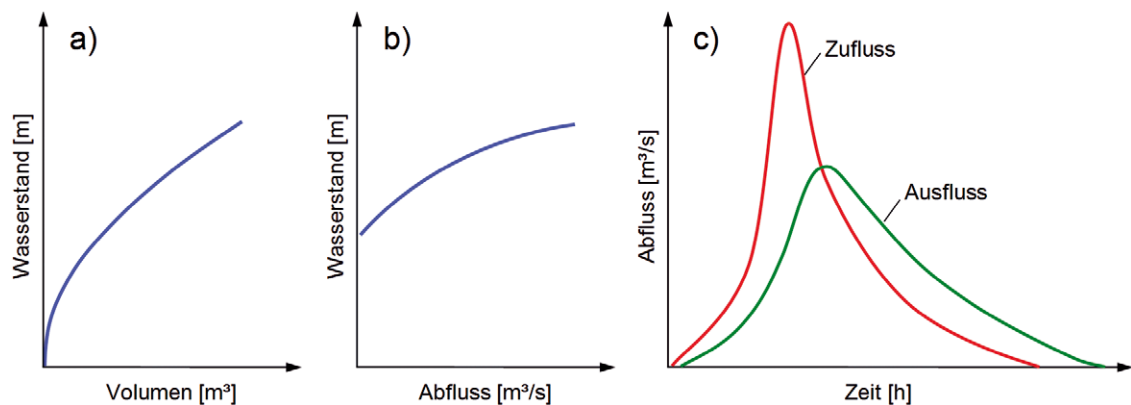 a)
Wasserstand [m]
Volumen [m³]
b)
Wasserstand [m]
Abfluss [m³/s]
c)
Zufluss
Ausfluss
Abfluss [m³/s]
Zeit [h]